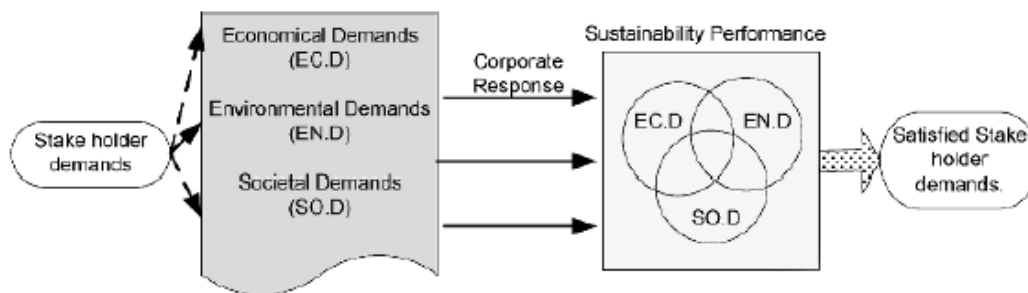 Stake holder
demands
Economical Demands
(EC.D)
Environmental Demands
(EN.D)
Societal Demands
(SO.D)
Corporate
Response
Sustainability Performance
EC.D
EN.D
SO.D
Satisfied Stake
holder
demands.